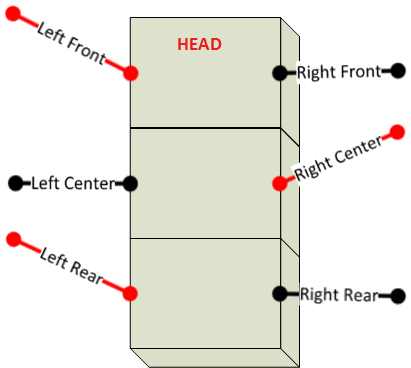 HEAD
Left Front
Right Front
Right Center
Left Center
Left Rear
Right Rear